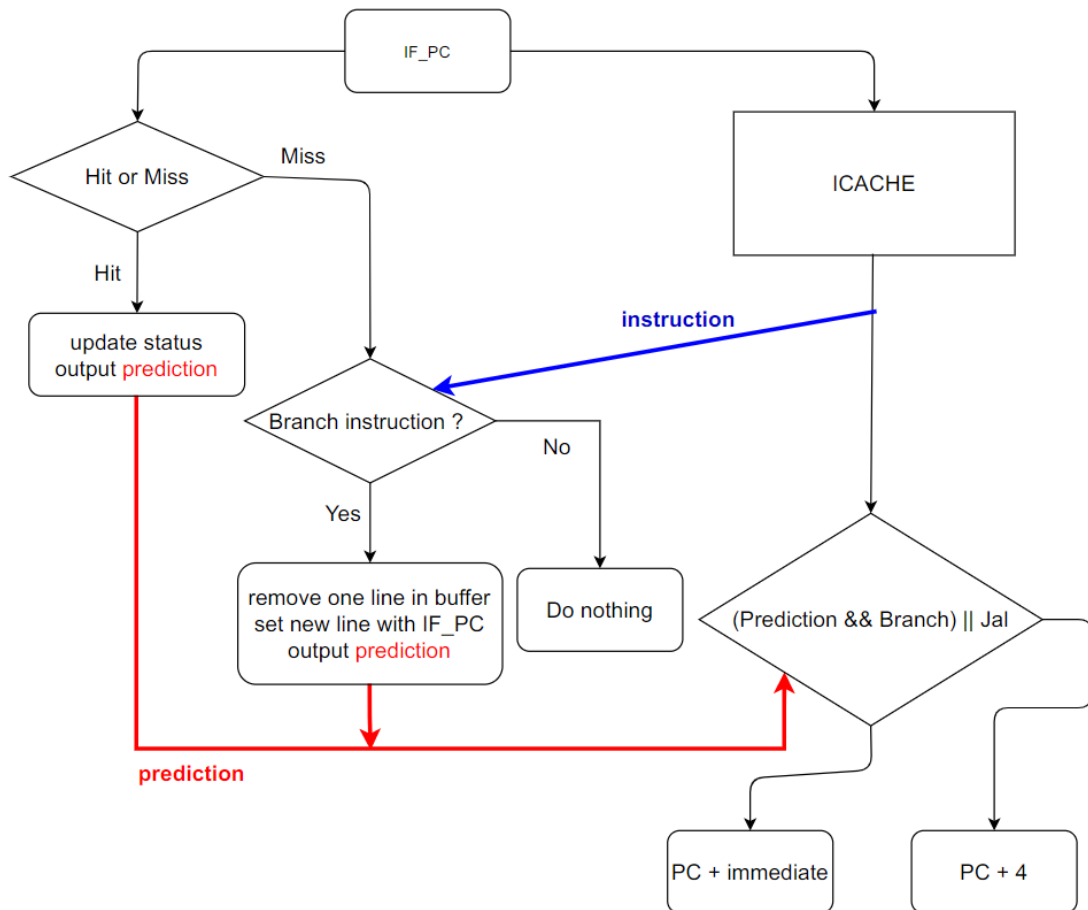 IF_PC
Hit or Miss
Miss
ICACHE
Hit
instruction
update status
output prediction
Branch instruction ?
No
Yes
remove one line in buffer
set new line with IF_PC
output prediction
Do nothing
(Prediction && Branch) || Jal
prediction
PC + immediate
PC + 4